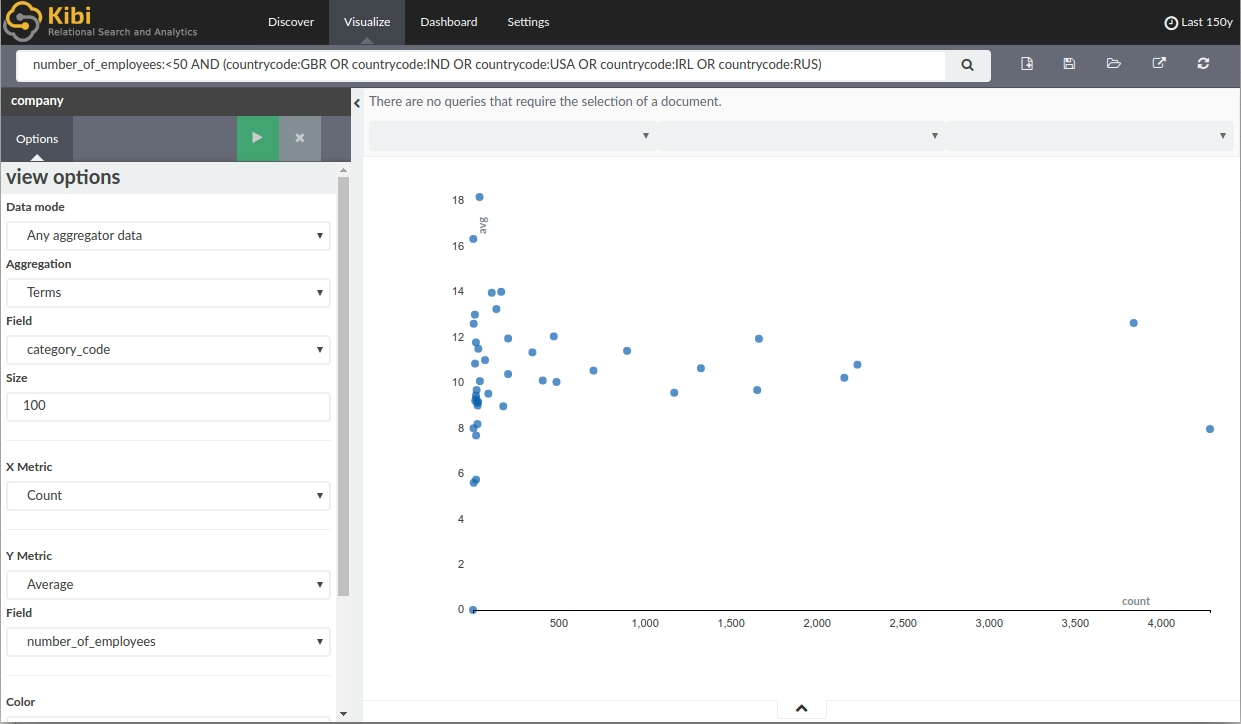 Kibi
Relational Search and Analytics
Discover
Visualize
Dashboard
Settings
Last 150y
number_of_employees:<50 AND (countrycode:GBR OR countrycode:IND OR countrycode:USA OR countrycode:IRL OR countrycode:RUS)
company
There are no queries that require the selection of a document.
Options
view options
Data mode
Any aggregator data
Aggregation
Terms
Field
category_code
Size
100
X Metric
Count
Y Metric
Average
Field
number_of_employees
Color
18
avg
16
14
12
10
8
6
4
2
0
count
500
1,000
1,500
2,000
2,500
3,000
3,500
4,000